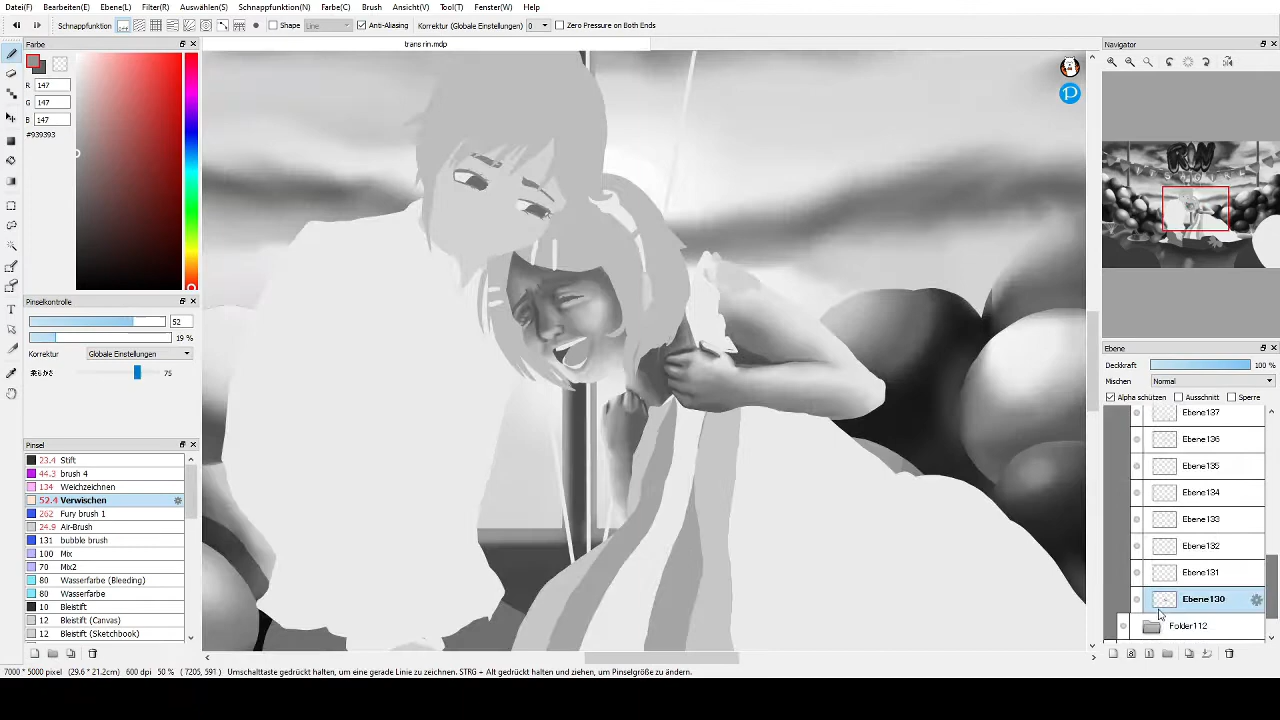 Datei(F) Bearbeiten(E) Ebene(L) Filter(R) Auswählen(S) Schnappfunktion(N) Farbe(C) Brush Ansicht(V) Tool(T) Fenster(W) Help
Schnappfunktion Shape Line Anti-Aliasing Korrektur (Globale Einstellungen) 0 Zero Pressure on Both Ends
Farbe
trans rin.mdp
Navigator
R 147
G 147
B 147
#939393
RIN
Pinselkontrolle
52
19 %
Korrektur Globale Einstellungen
75
Pinsel
23.4 Stift
44.3 brush 4
134 Weichzeichnen
52.4 Verwischen
262 Fury brush 1
24.9 Air-Brush
131 bubble brush
100 Mix
70 Mix2
80 Wasserfarbe (Bleeding)
80 Wasserfarbe
10 Bleistift
12 Bleistift (Canvas)
12 Bleistift (Sketchbook)
Ebene
Deckkraft 100 %
Mischen Normal
Alpha schützen Ausschnitt Sperre
Ebene137
Ebene136
Ebene135
Ebene134
Ebene133
Ebene132
Ebene131
Ebene130
Folder112
7000 * 5000 pixel (29.6 * 21.2cm) 600 dpi 50 % ( 7205, 591 ) Umschalttaste gedrückt halten, um eine gerade Linie zu zeichnen. STRG + Alt gedrückt halten und ziehen, um Pinselgröße zu ändern.